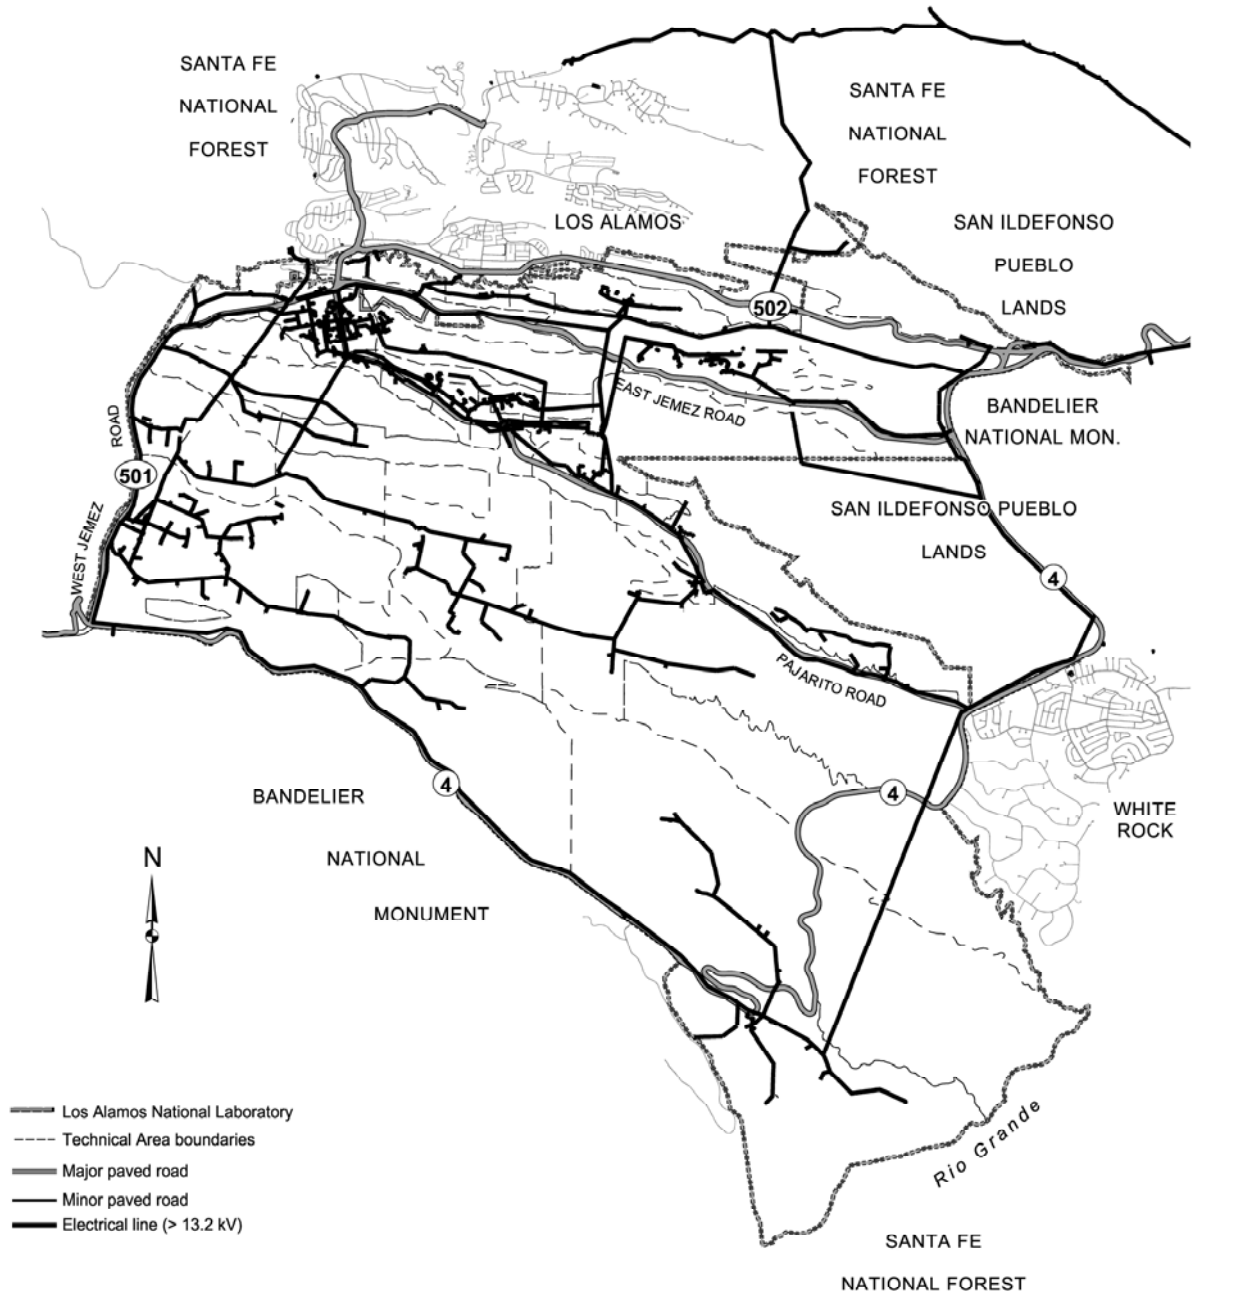 SANTA FE
NATIONAL
FOREST
SANTA FE
NATIONAL
FOREST
LOS ALAMOS
SAN ILDEFONSO
PUEBLO
LANDS
502
EAST JEMEZ ROAD
BANDELIER
NATIONAL MON.
ROAD
501
WEST JEMEZ
SAN ILDEFONSO PUEBLO
LANDS
4
PAJARITO ROAD
4
4
WHITE
ROCK
BANDELIER
NATIONAL
MONUMENT
N
Rio Grande
Los Alamos National Laboratory
Technical Area boundaries
Major paved road
Minor paved road
Electrical line (> 13.2 kV)
SANTA FE
NATIONAL FOREST